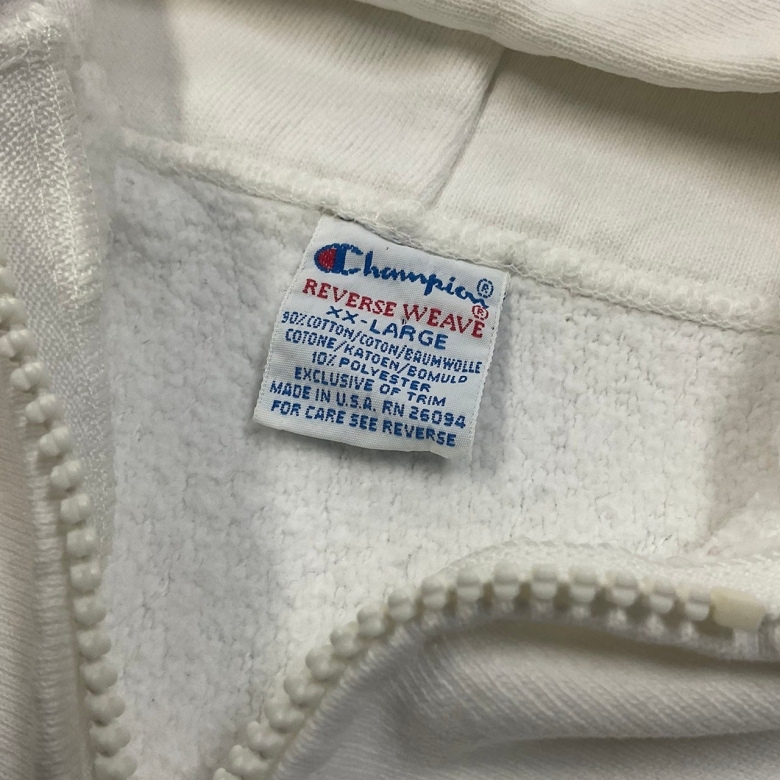 Champion®
REVERSE WEAVE®
XX-LARGE
90% COTTON/COTON/BAUMWOLLE
COTONE/KATOEN/BOMULD
10% POLYESTER
EXCLUSIVE OF TRIM
MADE IN U.S.A. RN 26094
FOR CARE SEE REVERSE